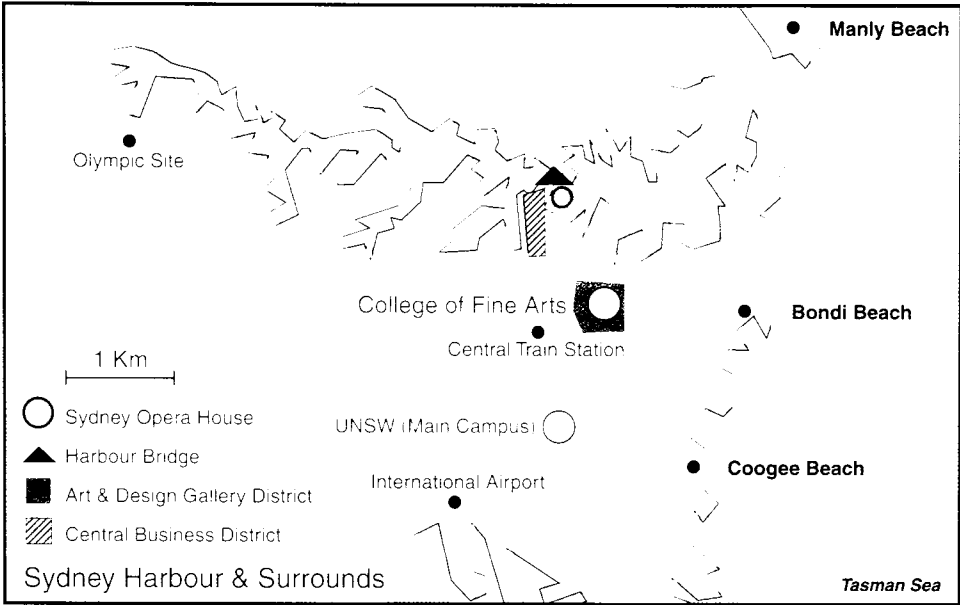 Manly Beach
Olympic Site
College of Fine Arts
Bondi Beach
Central Train Station
1 Km
Sydney Opera House
UNSW (Main Campus)
Harbour Bridge
Coogee Beach
International Airport
Art & Design Gallery District
Central Business District
Sydney Harbour & Surrounds
Tasman Sea